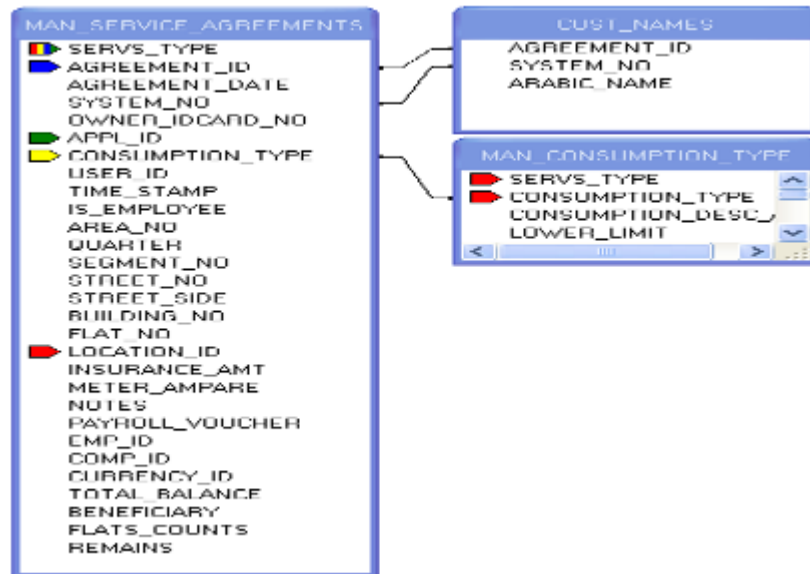 MAN_SERVICE_AGREEMENTS
SERVS_TYPE
AGREEMENT_ID
AGREEMENT_DATE
SYSTEM_NO
OWNER_IDCARD_NO
APPL_ID
CONSUMPTION_TYPE
USER_ID
TIME_STAMP
IS_EMPLOYEE
AREA_NO
QUARTER
SEGMENT_NO
STREET_NO
STREET_SIDE
BUILDING_NO
FLAT_NO
LOCATION_ID
INSURANCE_AMT
METER_AMPARE
NOTES
PAYROLL_VOUCHER
EMP_ID
COMP_ID
CURRENCY_ID
TOTAL_BALANCE
BENEFICIARY
FLATS_COUNTS
REMAINS
CUST_NAMES
AGREEMENT_ID
SYSTEM_NO
ARABIC_NAME
MAN_CONSUMPTION_TYPE
SERVS_TYPE
CONSUMPTION_TYPE
CONSUMPTION_DESC_
LOWER_LIMIT